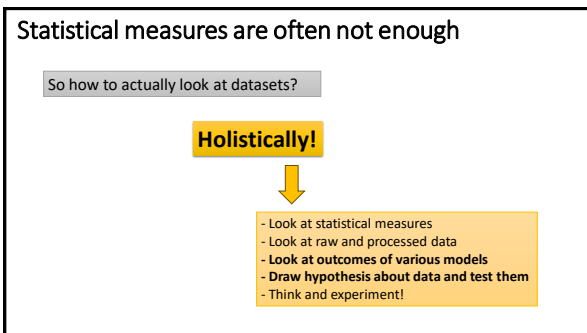 Statistical measures are often not enough
So how to actually look at datasets?
Holistically!
- Look at statistical measures
- Look at raw and processed data
- Look at outcomes of various models
- Draw hypothesis about data and test them
- Think and experiment!